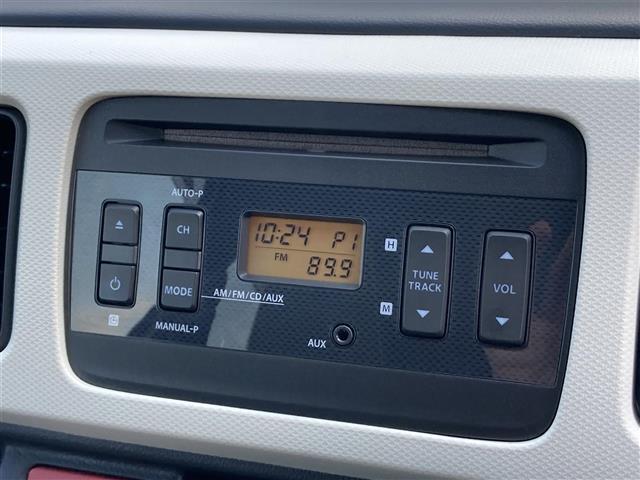 AUTO-P
CH
MODE
MANUAL-P
AM/FM/CD/AUX
10:24 P1
FM
89.9
AUX
H
M
TUNE
TRACK
VOL